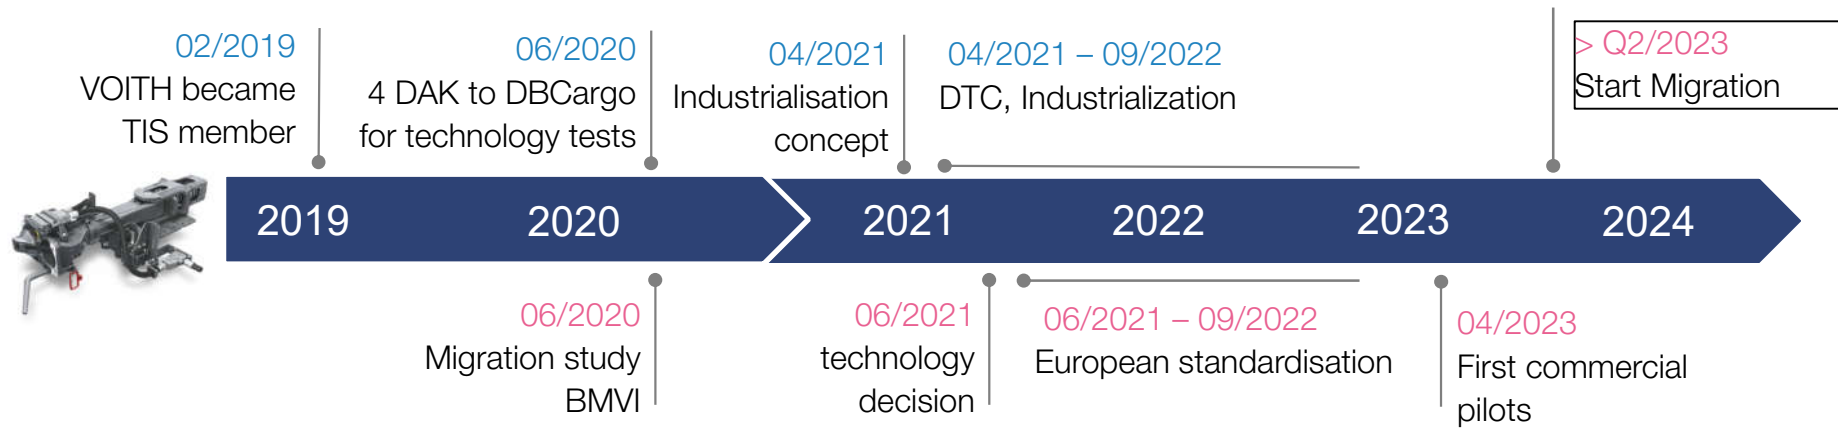 02/2019
VOITH became
TIS member
06/2020
4 DAK to DBCargo
for technology tests
04/2021
Industrialisation
concept
04/2021 – 09/2022
DTC, Industrialization
> Q2/2023
Start Migration
2019
2020
2021
2022
2023
2024
06/2020
Migration study
BMVI
06/2021
technology
decision
06/2021 – 09/2022
European standardisation
04/2023
First commercial
pilots